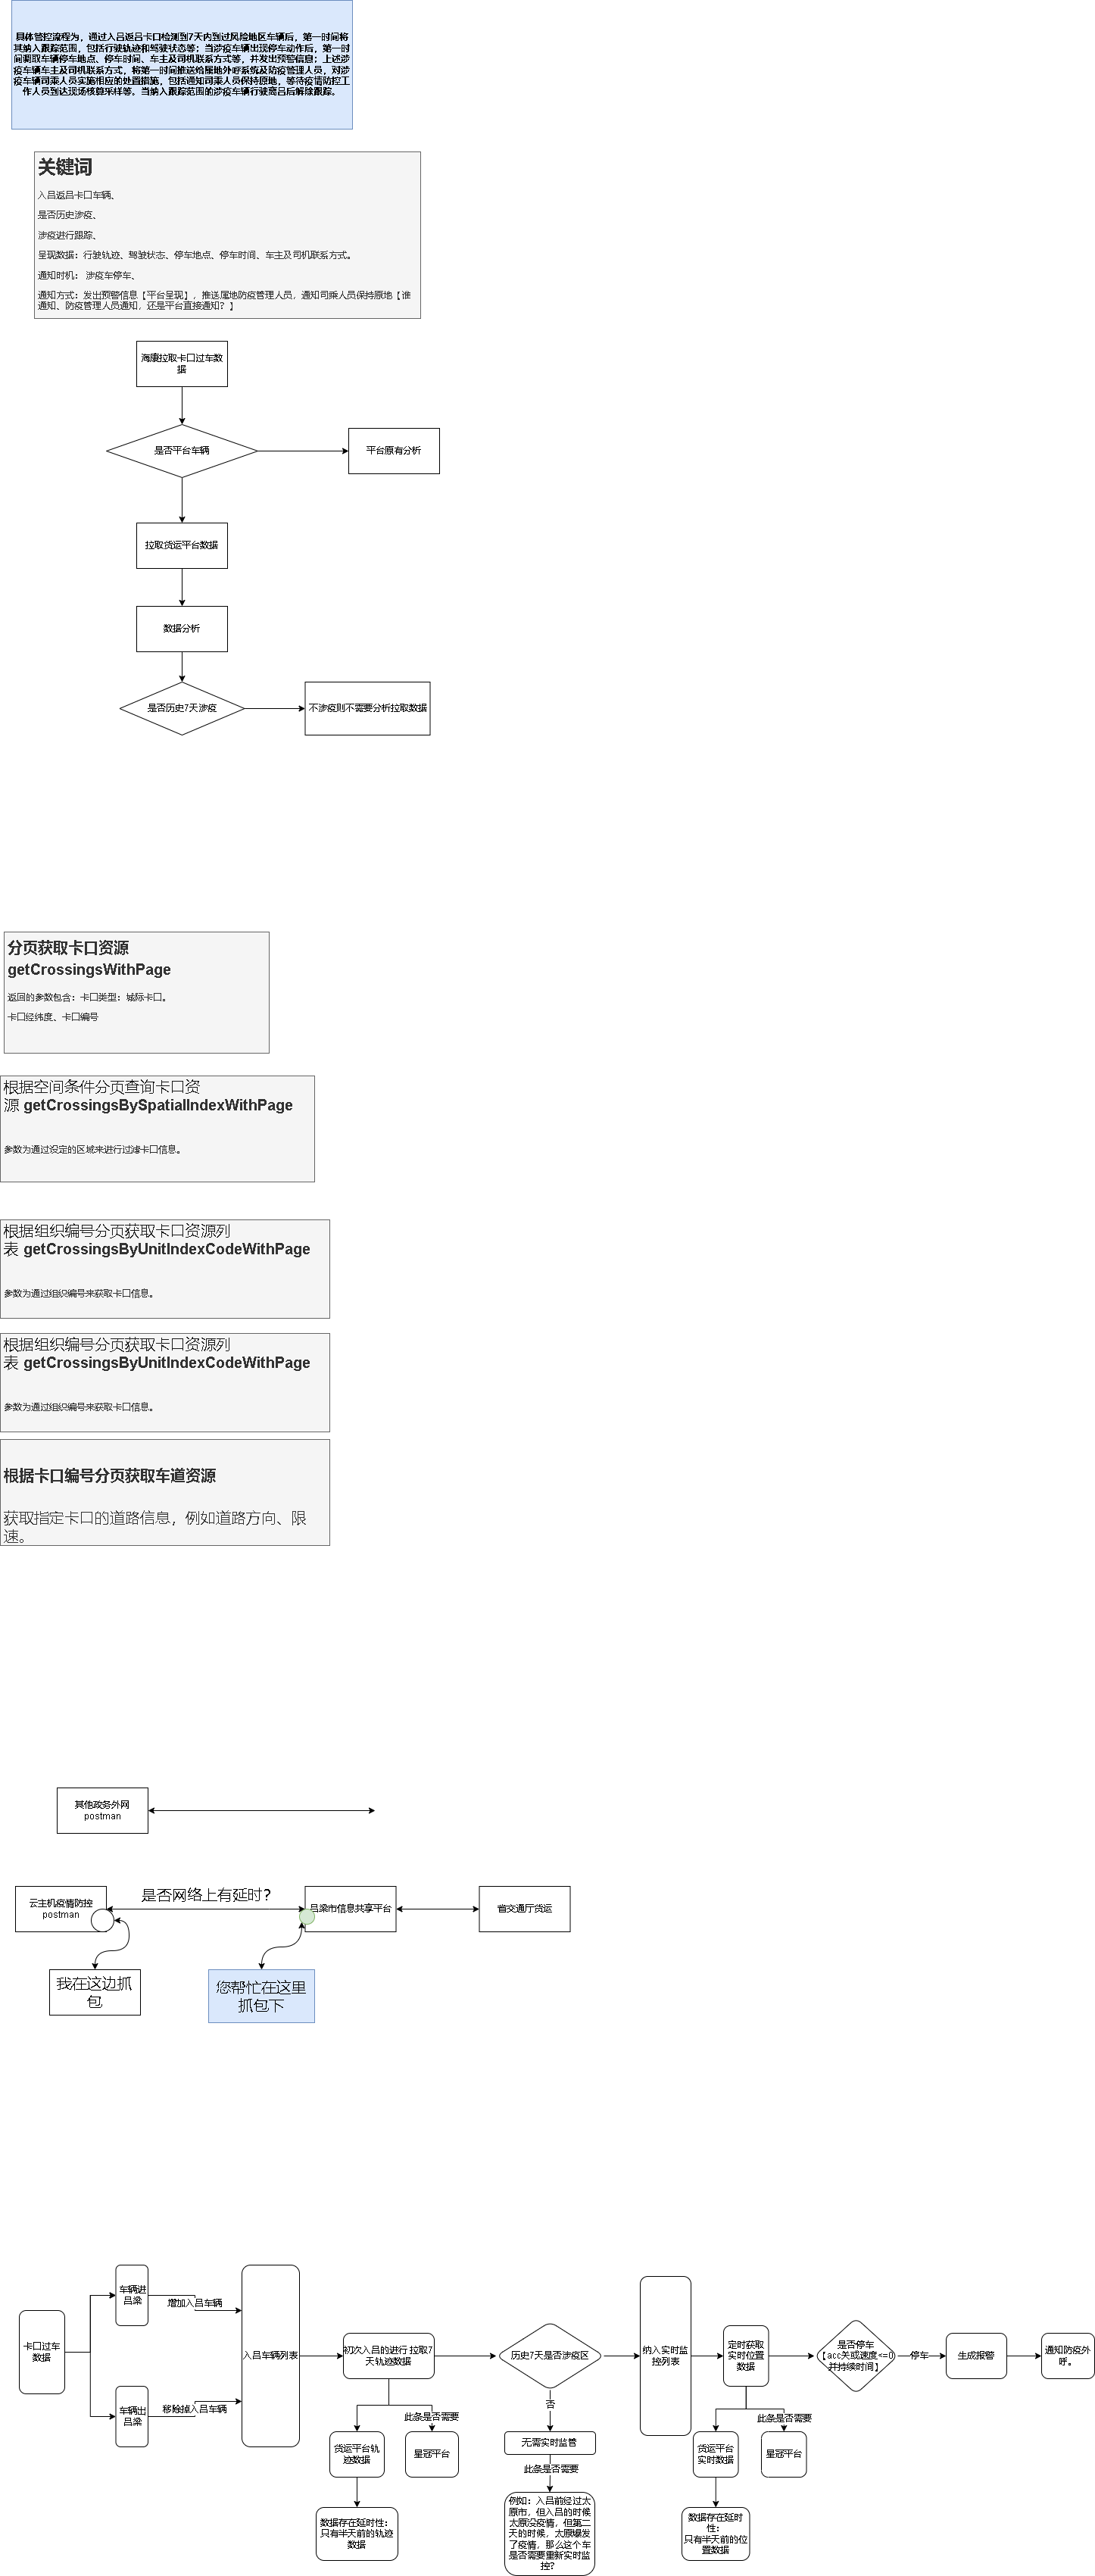 具体管控流程为，通过入吕返吕卡口检测到7天内到过风险地区车辆后，第一时间将
其纳入跟踪范围，包括行驶轨迹和驾驶状态等；当涉疫车辆出现停车动作后，第一时
间调取车辆停车地点、停车时间、车主及司机联系方式等，并发出预警信息；上述涉
疫车辆车主及司机联系方式，将第一时间推送给属地外呼系统及防疫管理人员，对涉
疫车辆司乘人员实施相应的处置措施，包括通知司乘人员保持原地，等待疫情防控工
作人员到达现场核算采样等。当纳入跟踪范围的涉疫车辆行驶离吕后解除跟踪。
关键词
入吕返吕卡口车辆、
是否历史涉疫、
涉疫进行跟踪、
呈现数据：行驶轨迹、驾驶状态、停车地点、停车时间、车主及司机联系方式。
通知时机： 涉疫车停车、
通知方式：发出预警信息【平台呈现】，推送属地防疫管理人员，通知司乘人员保持原地【谁
通知、防疫管理人员通知，还是平台直接通知？】
海康拉取卡口过车数
据
是否平台车辆
平台原有分析
拉取货运平台数据
数据分析
是否历史7天涉疫
不涉疫则不需要分析拉取数据
分页获取卡口资源
getCrossingsWithPage
返回的参数包含：卡口类型：城际卡口。
卡口经纬度、卡口编号
根据空间条件分页查询卡口资
源 getCrossingsBySpatialIndexWithPage
参数为通过设定的区域来进行过滤卡口信息。
根据组织编号分页获取卡口资源列
表 getCrossingsByUnitIndexCodeWithPage
参数为通过组织编号来获取卡口信息。
根据组织编号分页获取卡口资源列
表 getCrossingsByUnitIndexCodeWithPage
参数为通过组织编号来获取卡口信息。
根据卡口编号分页获取车道资源
获取指定卡口的道路信息，例如道路方向、限
速。
其他政务外网
postman
云主机疫情防控
postman
是否网络上有延时？
吕梁市信息共享平台
省交通厅货运
我在这边抓
包
您帮忙在这里
抓包下
卡口过车
数据
车辆进
吕梁
增加入吕车辆
车辆出
吕梁
移除掉入吕车辆
入吕车辆列表
初次入吕的进行 拉取7
天轨迹数据
此条是否需要
货运平台轨
迹数据
星冠平台
数据存在延时性：
只有半天前的轨迹
数据
历史7天是否涉疫区
否
无需实时监管
此条是否需要
例如：入吕前经过太
原市，但入吕的时候
太原没疫情，但第二
天的时候，太原爆发
了疫情，那么这个车
是否需要重新实时监
控？
纳入实时监
控列表
定时获取
实时位置
数据
此条是否需要
货运平台
实时数据
星冠平台
数据存在延时
性：
只有半天前的位
置数据
是否停车
【acc关或速度<=0
并持续时间】
停车
生成报警
通知防疫外
呼。